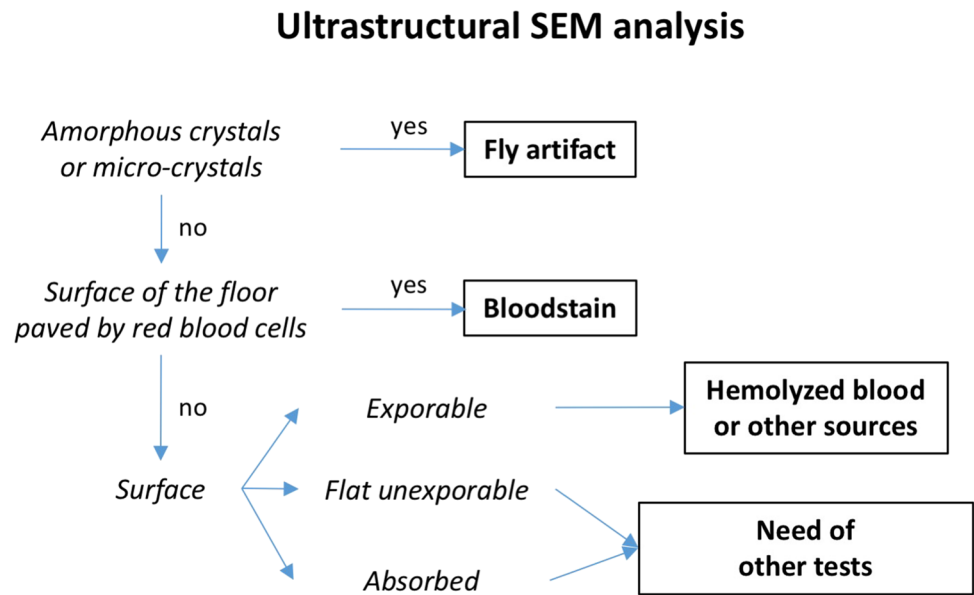 Ultrastructural SEM analysis
Amorphous crystals
or micro-crystals
yes
Fly artifact
no
Surface of the floor
paved by red blood cells
yes
Bloodstain
no
Exporable
Hemolyzed blood
or other sources
Surface
Flat unexporable
Need of
other tests
Absorbed